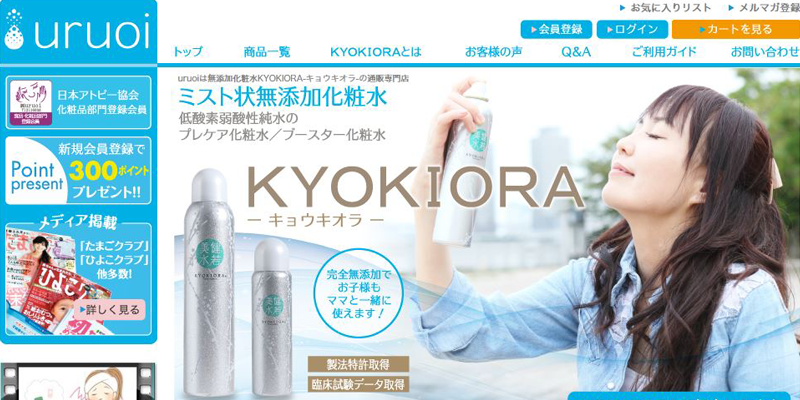 お気に入りリスト
メルマガ登録
会員登録
ログイン
カートを見る
uruoi
トップ
商品一覧
KYOKIORAとは
お客様の声
Q&A
ご利用ガイド
お問い合わせ
日本アトピー協会
化粧品部門登録会員
新規会員登録で
Point present
300ポイント
プレゼント!!
メディア掲載
「たまごクラブ」
「ひよこクラブ」
他多数!
詳しく見る
uruoiは無添加化粧水KYOKIORA-キョウキオラ-の通販専門店
ミスト状無添加化粧水
低酸素弱酸性純水の
プレケア化粧水／ブースター化粧水
KYOKIORA
― キョウキオラ ―
KYOKIORA
KYOKIORA
完全無添加で
お子様も
ママと一緒に
使えます！
製法特許取得
臨床試験データ取得